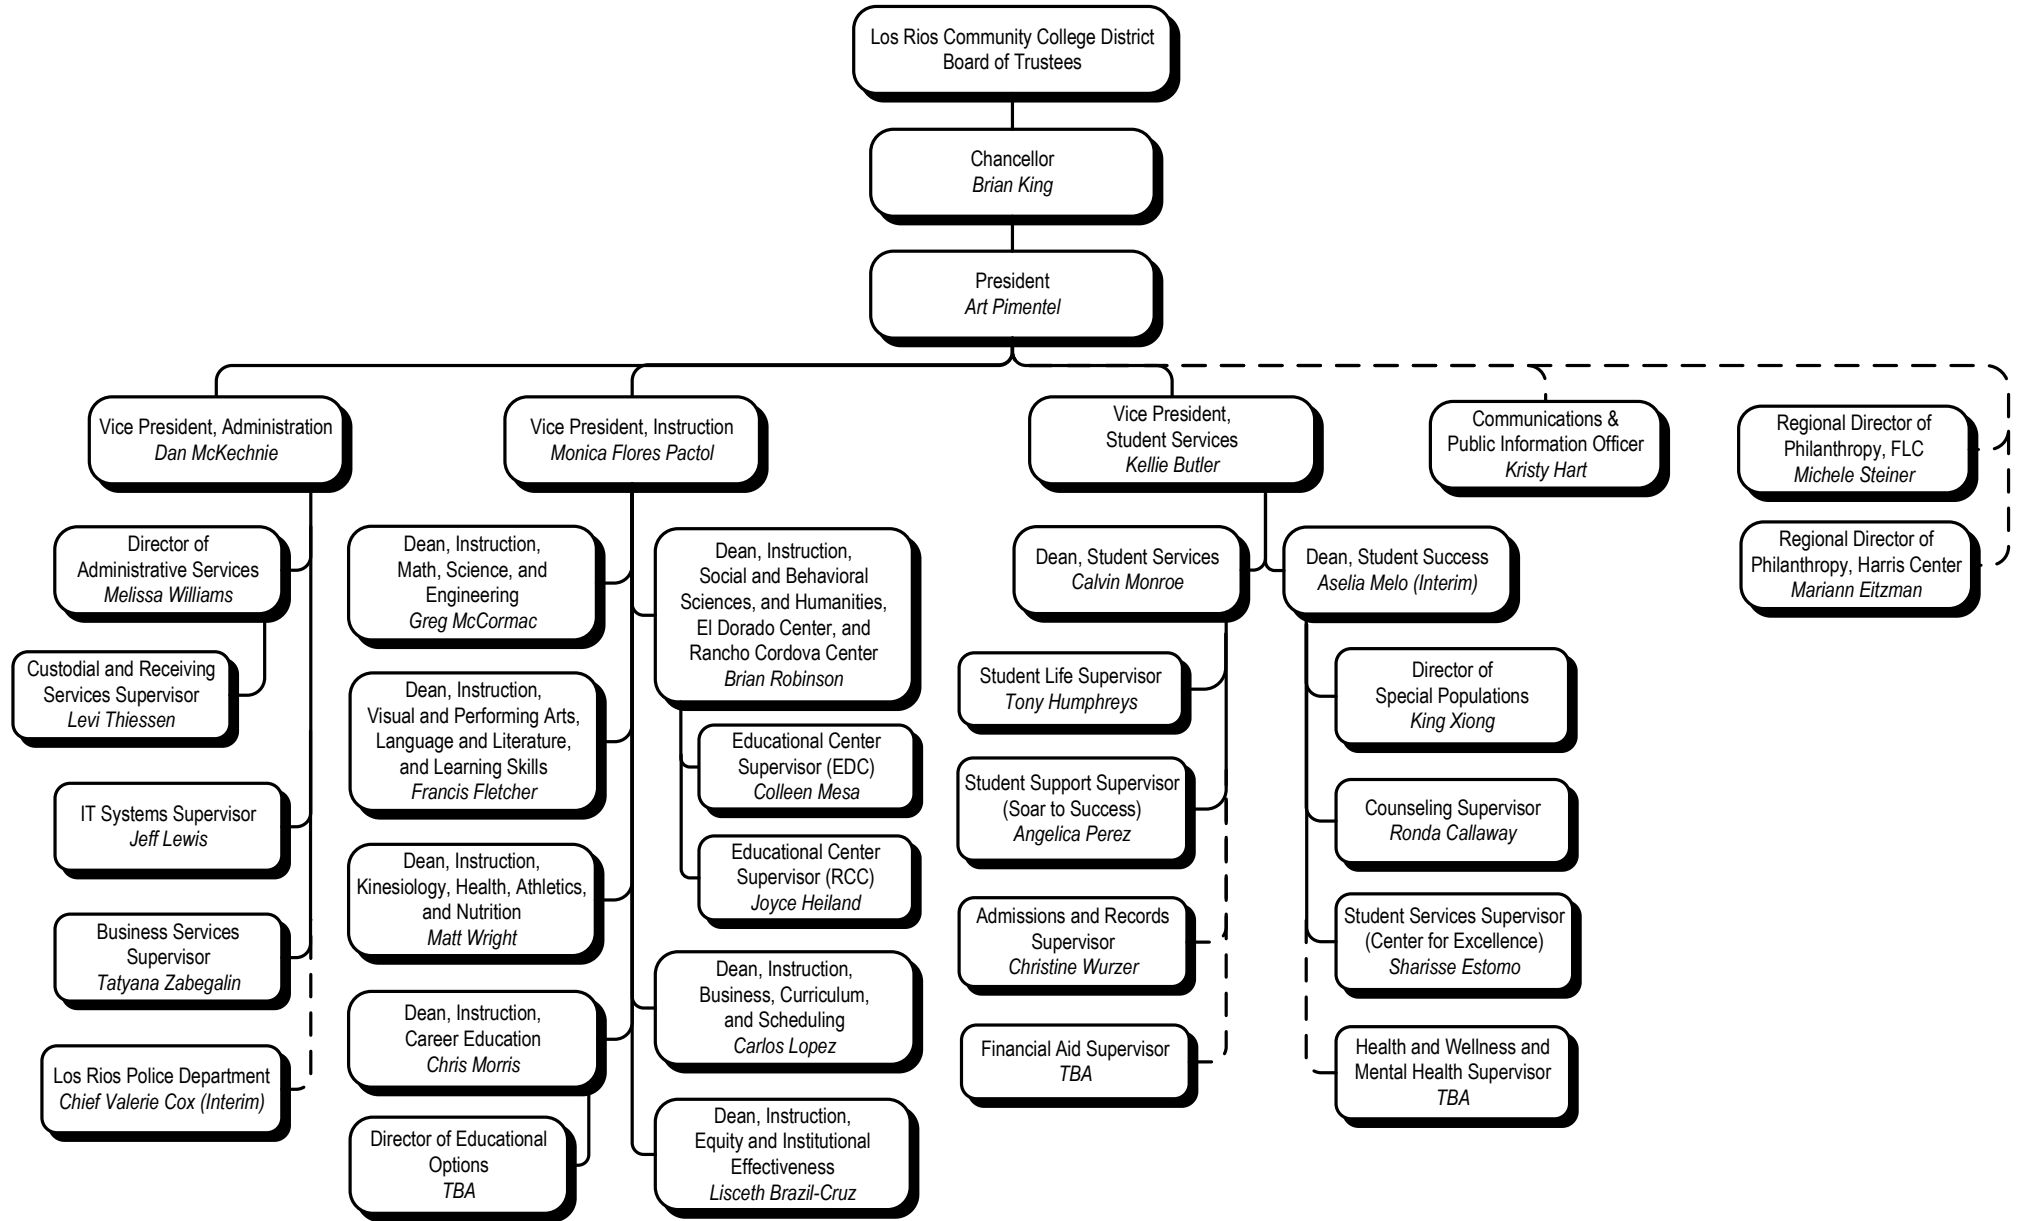 Los Rios Community College District
Board of Trustees
Chancellor
Brian King
President
Art Pimentel
Vice President, Administration
Dan McKechnie
Vice President, Instruction
Monica Flores Pactol
Vice President,
Student Services
Kellie Butler
Communications &
Public Information Officer
Kristy Hart
Regional Director of
Philanthropy, FLC
Michele Steiner
Regional Director of
Philanthropy, Harris Center
Mariann Eitzman
Director of
Administrative Services
Melissa Williams
Custodial and Receiving
Services Supervisor
Levi Thiessen
IT Systems Supervisor
Jeff Lewis
Business Services
Supervisor
Tatyana Zabegalin
Los Rios Police Department
Chief Valerie Cox (Interim)
Dean, Instruction,
Math, Science, and
Engineering
Greg McCormac
Dean, Instruction,
Visual and Performing Arts,
Language and Literature,
and Learning Skills
Francis Fletcher
Dean, Instruction,
Kinesiology, Health, Athletics,
and Nutrition
Matt Wright
Dean, Instruction,
Career Education
Chris Morris
Director of Educational
Options
TBA
Dean, Instruction,
Social and Behavioral
Sciences, and Humanities,
El Dorado Center, and
Rancho Cordova Center
Brian Robinson
Educational Center
Supervisor (EDC)
Colleen Mesa
Educational Center
Supervisor (RCC)
Joyce Heiland
Dean, Instruction,
Business, Curriculum,
and Scheduling
Carlos Lopez
Dean, Instruction,
Equity and Institutional
Effectiveness
Lisceth Brazil-Cruz
Dean, Student Services
Calvin Monroe
Student Life Supervisor
Tony Humphreys
Student Support Supervisor
(Soar to Success)
Angelica Perez
Admissions and Records
Supervisor
Christine Wurzer
Financial Aid Supervisor
TBA
Dean, Student Success
Aselia Melo (Interim)
Director of
Special Populations
King Xiong
Counseling Supervisor
Ronda Callaway
Student Services Supervisor
(Center for Excellence)
Sharisse Estomo
Health and Wellness and
Mental Health Supervisor
TBA